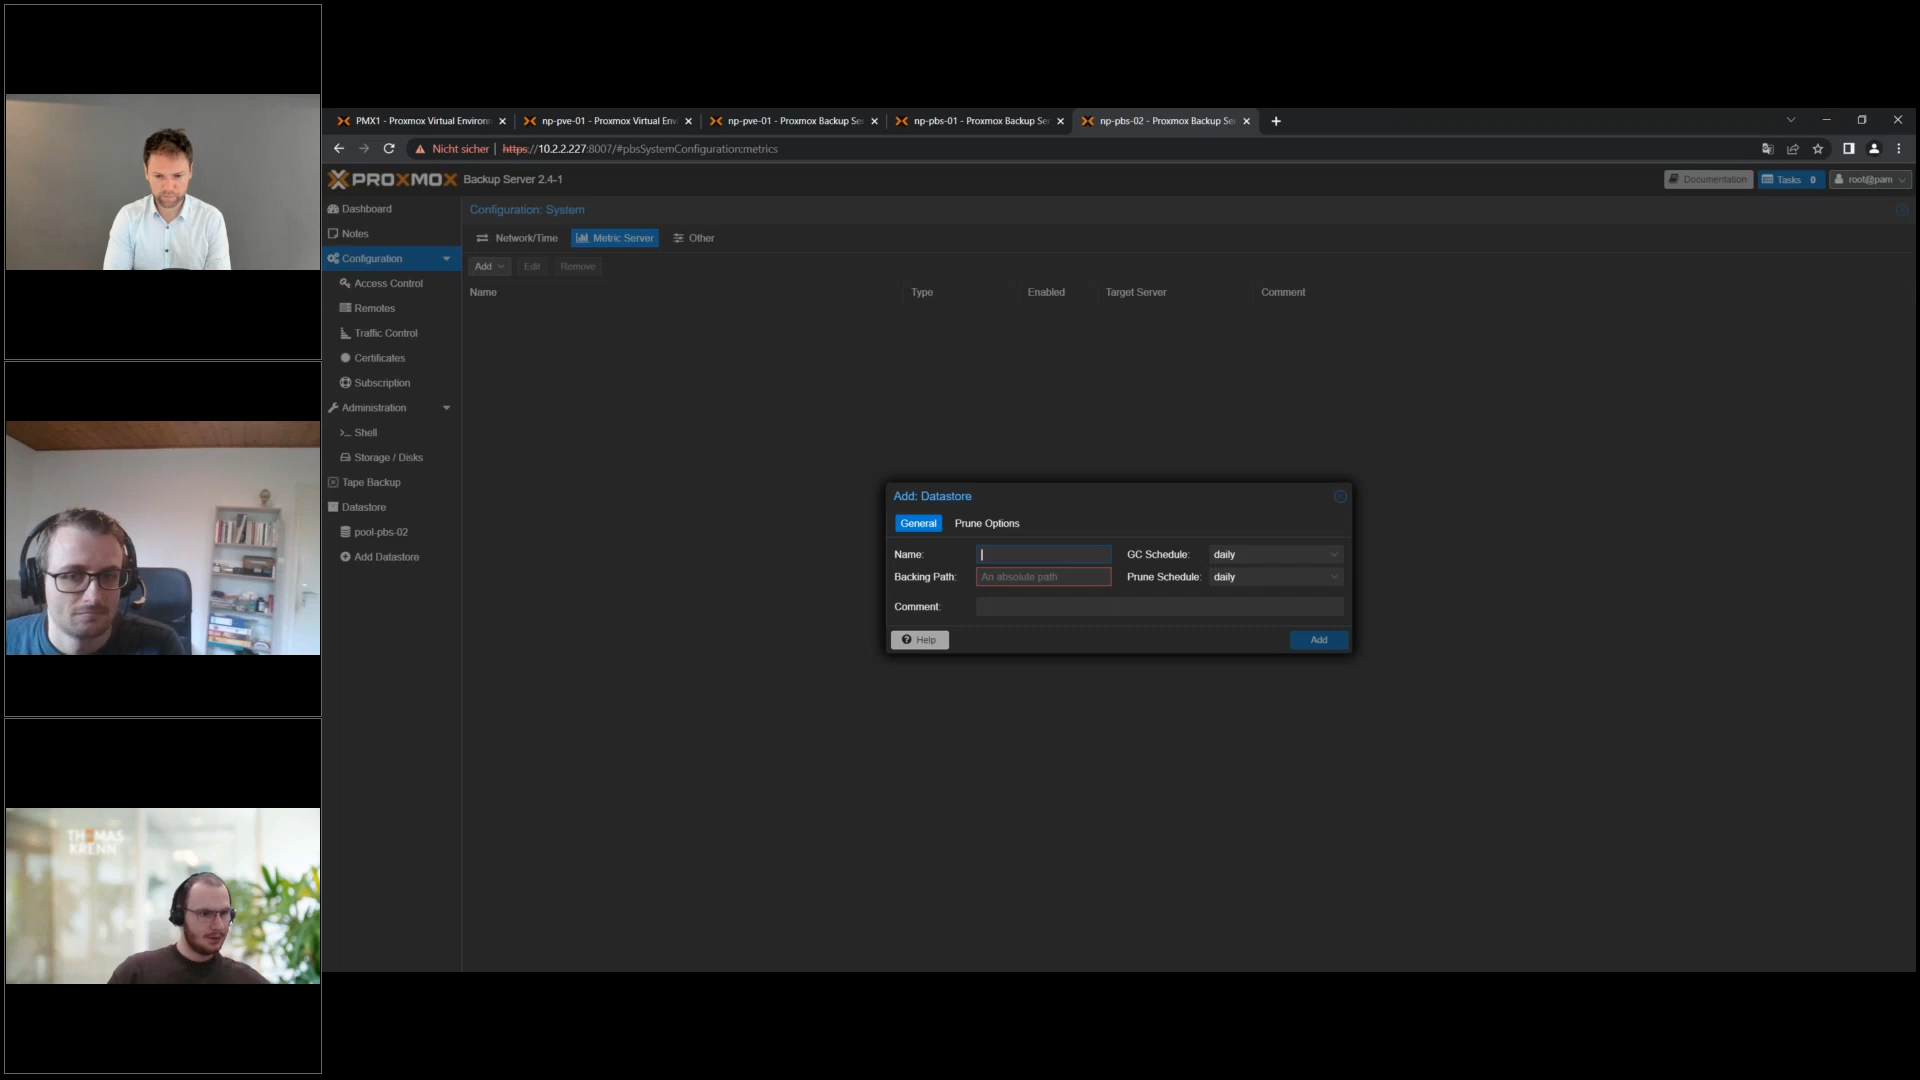 PMX1 - Proxmox Virtual Environ
np-pve-01 - Proxmox Virtual Env
np-pve-01 - Proxmox Backup Se
np-pbs-01 - Proxmox Backup Se
np-pbs-02 - Proxmox Backup Se
Nicht sicher | https://10.2.2.227:8007/#pbsSystemConfiguration:metrics
PROXMOX Backup Server 2.4-1
Documentation
Tasks 0
root@pam
Dashboard
Notes
Configuration
Access Control
Remotes
Traffic Control
Certificates
Subscription
Administration
Shell
Storage / Disks
Tape Backup
Datastore
pool-pbs-02
Add Datastore
Configuration: System
Network/Time
Metric Server
Other
Add
Edit
Remove
Name
Type
Enabled
Target Server
Comment
Add: Datastore
General
Prune Options
Name:
GC Schedule: daily
Backing Path: An absolute path
Prune Schedule: daily
Comment:
Help
Add
THOMAS
KRENN